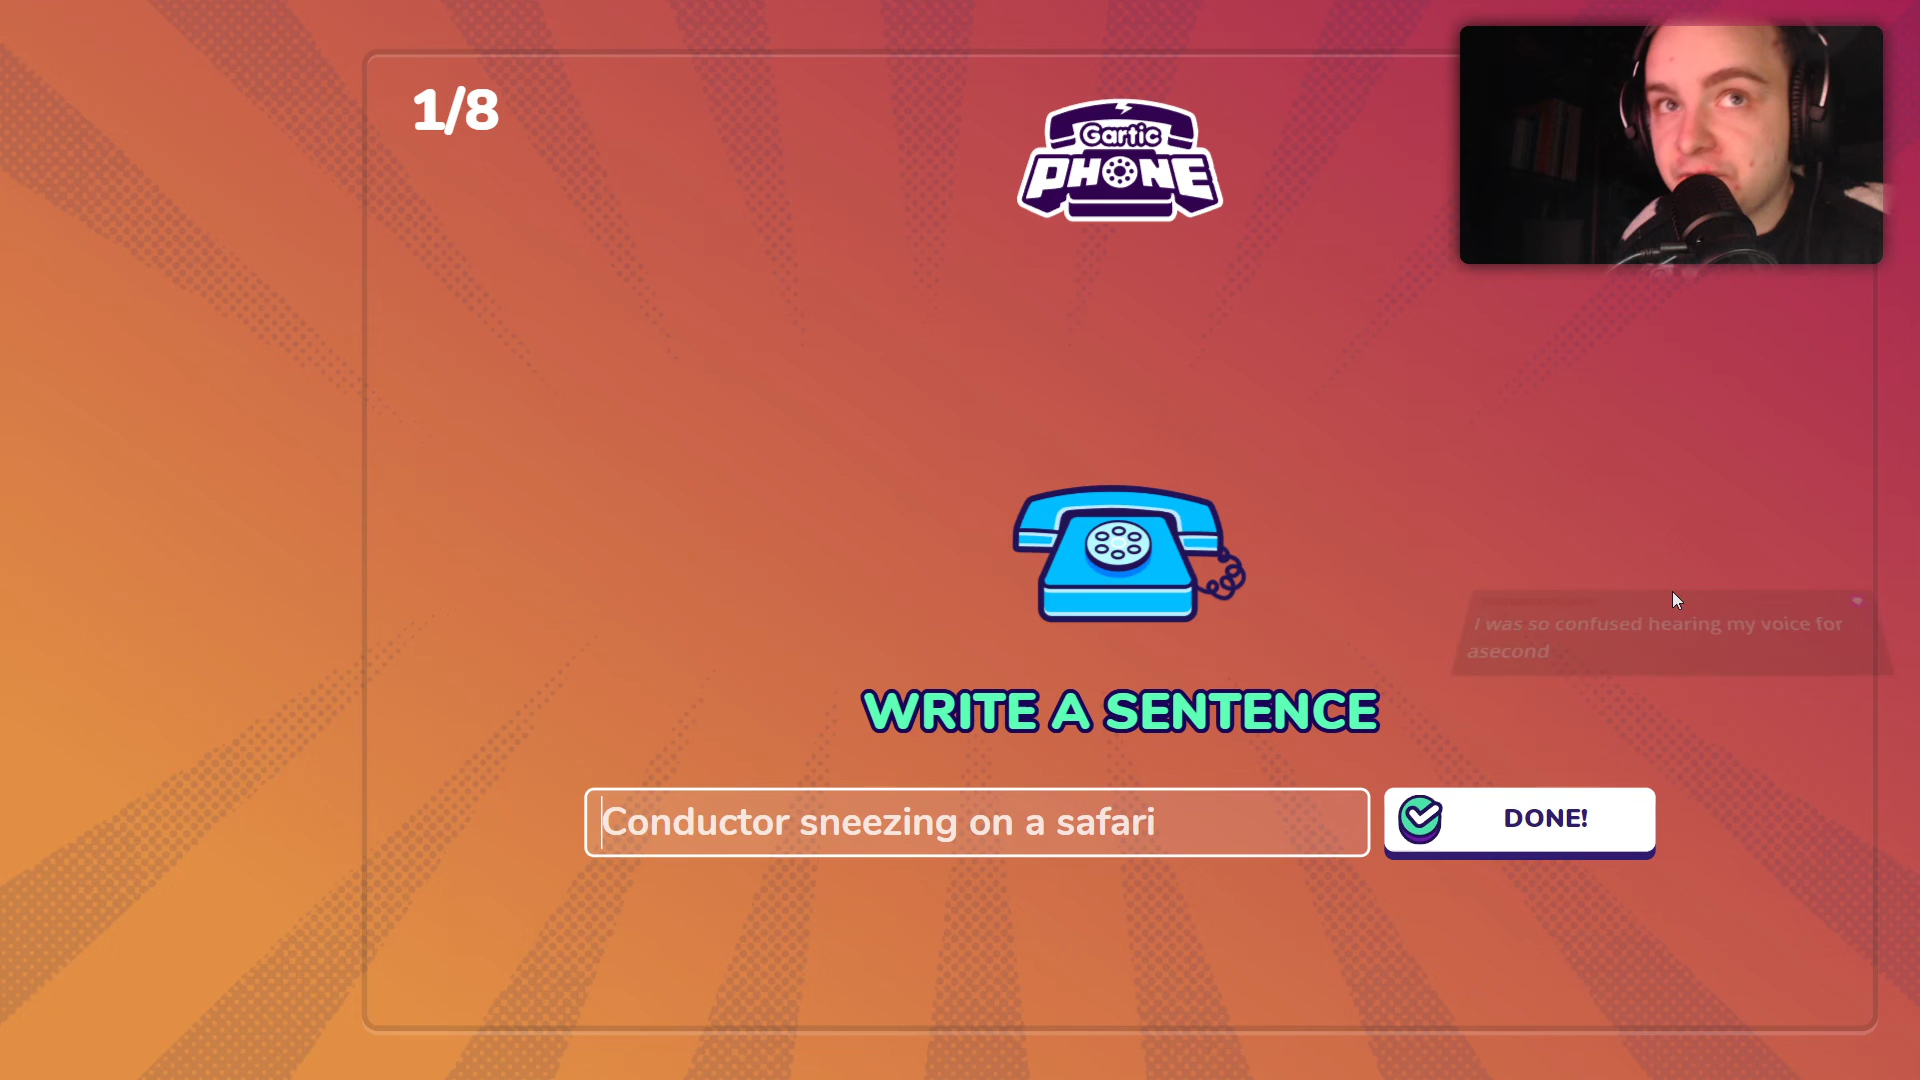 1/8
Gartic
PHONE
I was so confused hearing my voice for
asecond
WRITE A SENTENCE
Conductor sneezing on a safari
DONE!